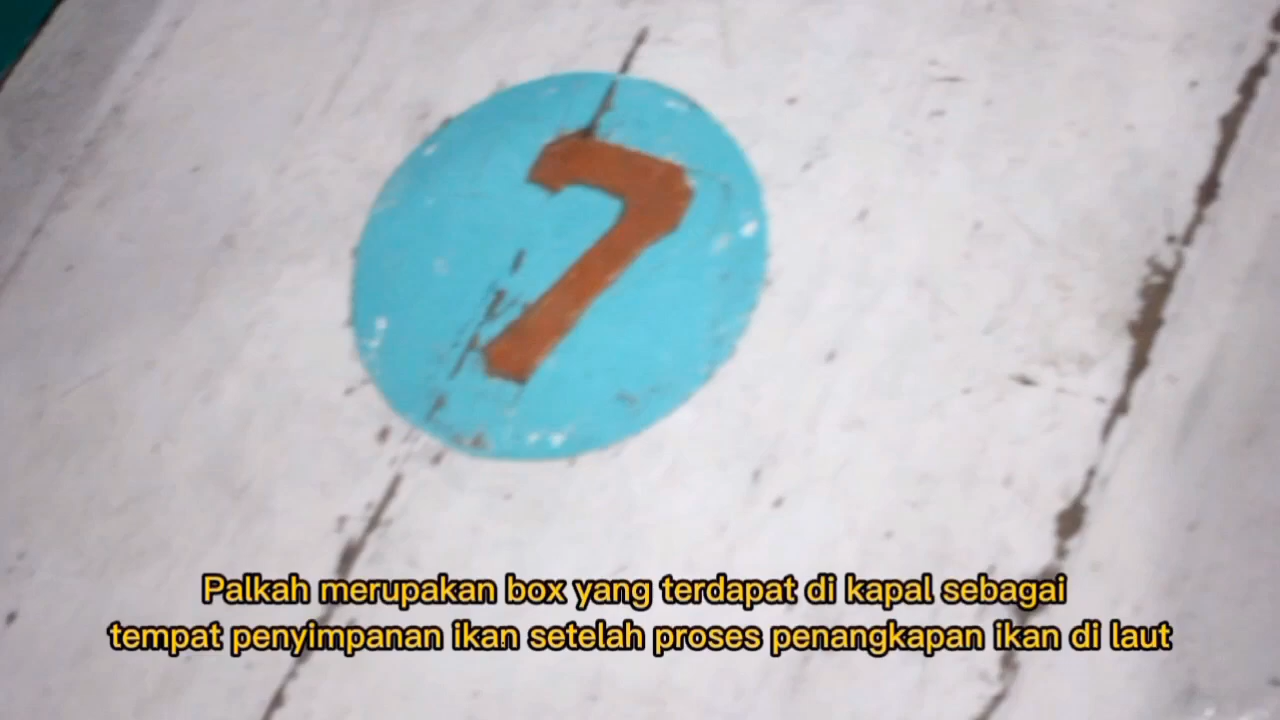 7
Palkah merupakan box yang terdapat di kapal sebagai
tempat penyimpanan ikan setelah proses penangkapan ikan di laut